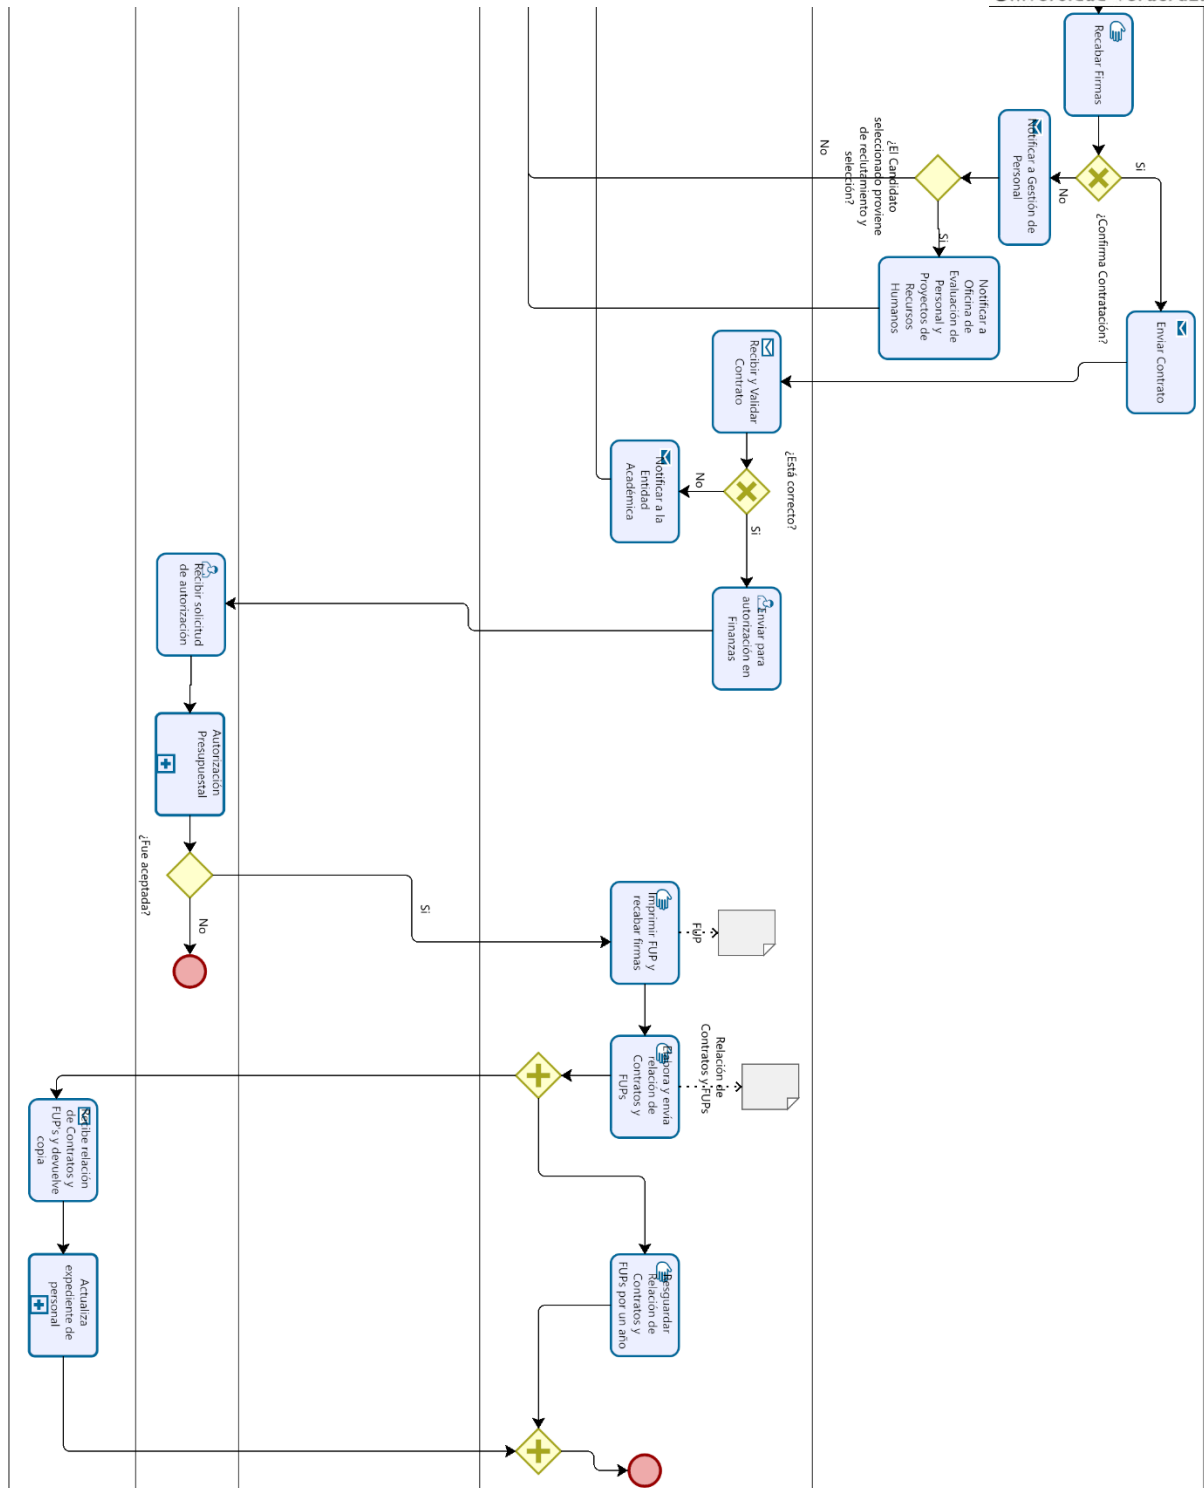 Recabar Firmas
Si
No
¿Confirma Contratación?
Enviar Contrato
Notificar a Gestión de
Personal
¿El Candidato
seleccionado proviene
de reclutamiento y
selección?
No
Si
Notificar a
Oficina de
Evaluación de
Personal y
Proyectos de
Recursos
Humanos
Recibir y Validar
Contrato
¿Está correcto?
No
Si
Notificar a la
Entidad
Académica
Enviar para
autorización en
Finanzas
Recibir solicitud
de autorización
Autorización
Presupuestal
¿Fue aceptada?
No
Si
Imprimir FUP y
recabar firmas
FUP
Elabora y envia
relación de
Contratos y
FUPs
Relación de
Contratos y FUPs
Recibe relación
de Contratos y
FUP's y devuelve
copia
Actualiza
expediente de
personal
Resguardar
Relación de
Contratos y
FUPs por un año